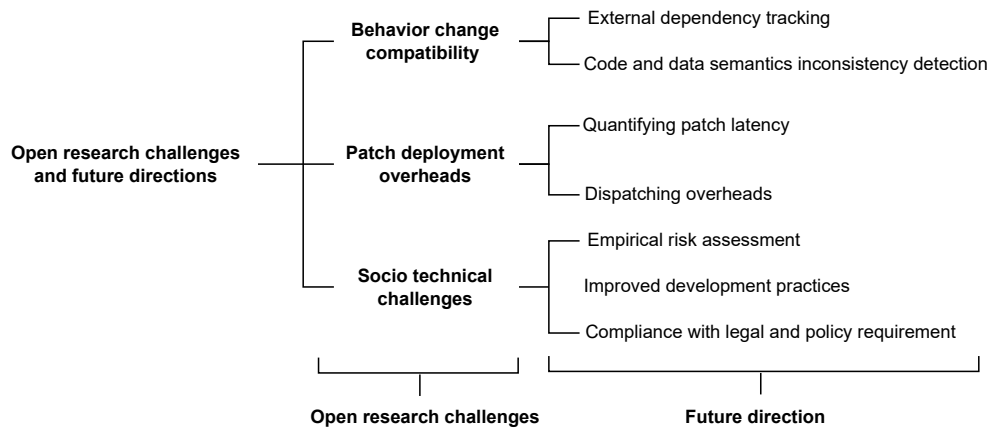 Open research challenges
and future directions
Behavior change
compatibility
External dependency tracking
Code and data semantics inconsistency detection
Patch deployment
overheads
Quantifying patch latency
Dispatching overheads
Socio technical
challenges
Empirical risk assessment
Improved development practices
Compliance with legal and policy requirement
Open research challenges
Future direction